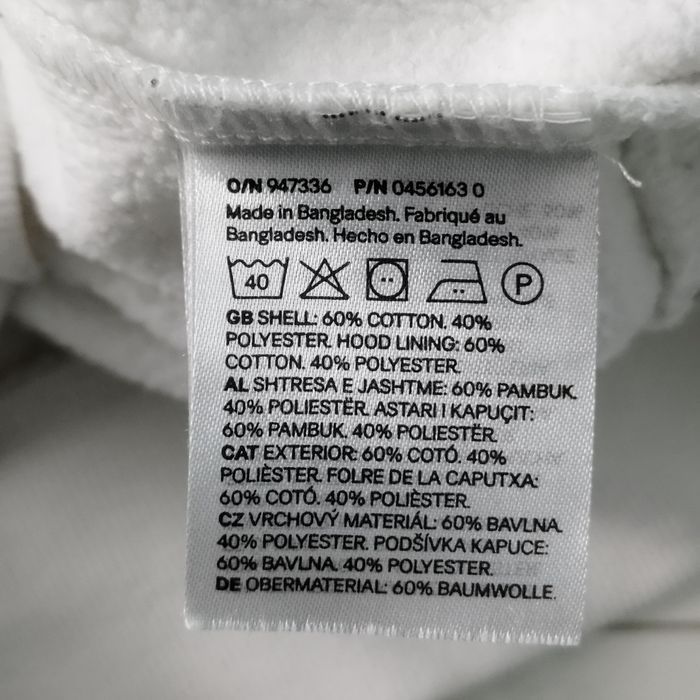 O/N 947336 P/N 0456163 0
Made in Bangladesh. Fabriqué au
Bangladesh. Hecho en Bangladesh.
40 P
GB SHELL: 60% COTTON. 40%
POLYESTER. HOOD LINING: 60%
COTTON. 40% POLYESTER.
AL SHTRESA E JASHTME: 60% PAMBUK.
40% POLIESTËR. ASTARI I KAPUÇIT:
60% PAMBUK. 40% POLIESTËR.
CAT EXTERIOR: 60% COTÓ. 40%
POLIÈSTER. FOLRE DE LA CAPUTXA:
60% COTÓ. 40% POLIÈSTER.
CZ VRCHOVÝ MATERIÁL: 60% BAVLNA.
40% POLYESTER. PODŠÍVKA KAPUCE:
60% BAVLNA. 40% POLYESTER.
DE OBERMATERIAL: 60% BAUMWOLLE.